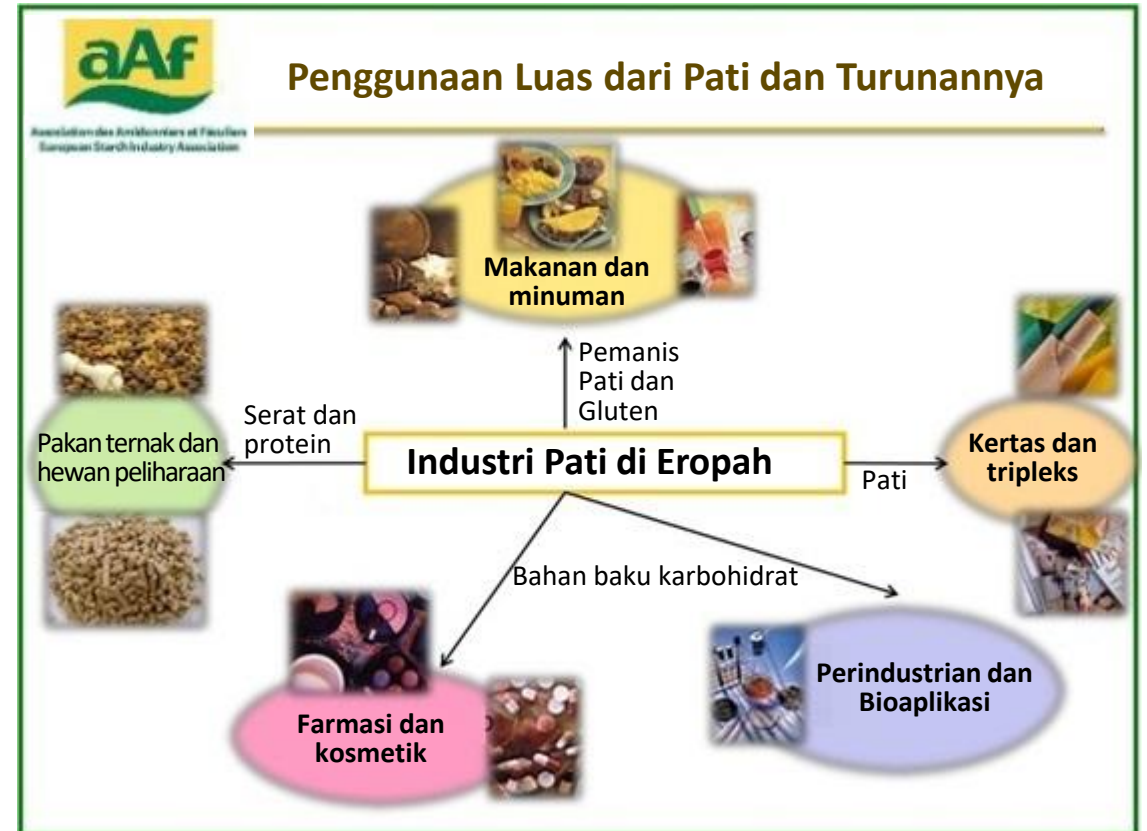 aAf
Association des Amidonniers et Féculiers
European Starch Industry Association
Penggunaan Luas dari Pati dan Turunannya
Makanan dan
minuman
Pemanis
Pati dan
Gluten
Serat dan
protein
Pakan ternak dan
hewan peliharaan
Industri Pati di Eropah
Pati
Kertas dan
tripleks
Bahan baku karbohidrat
Farmasi dan
kosmetik
Perindustrian dan
Bioaplikasi